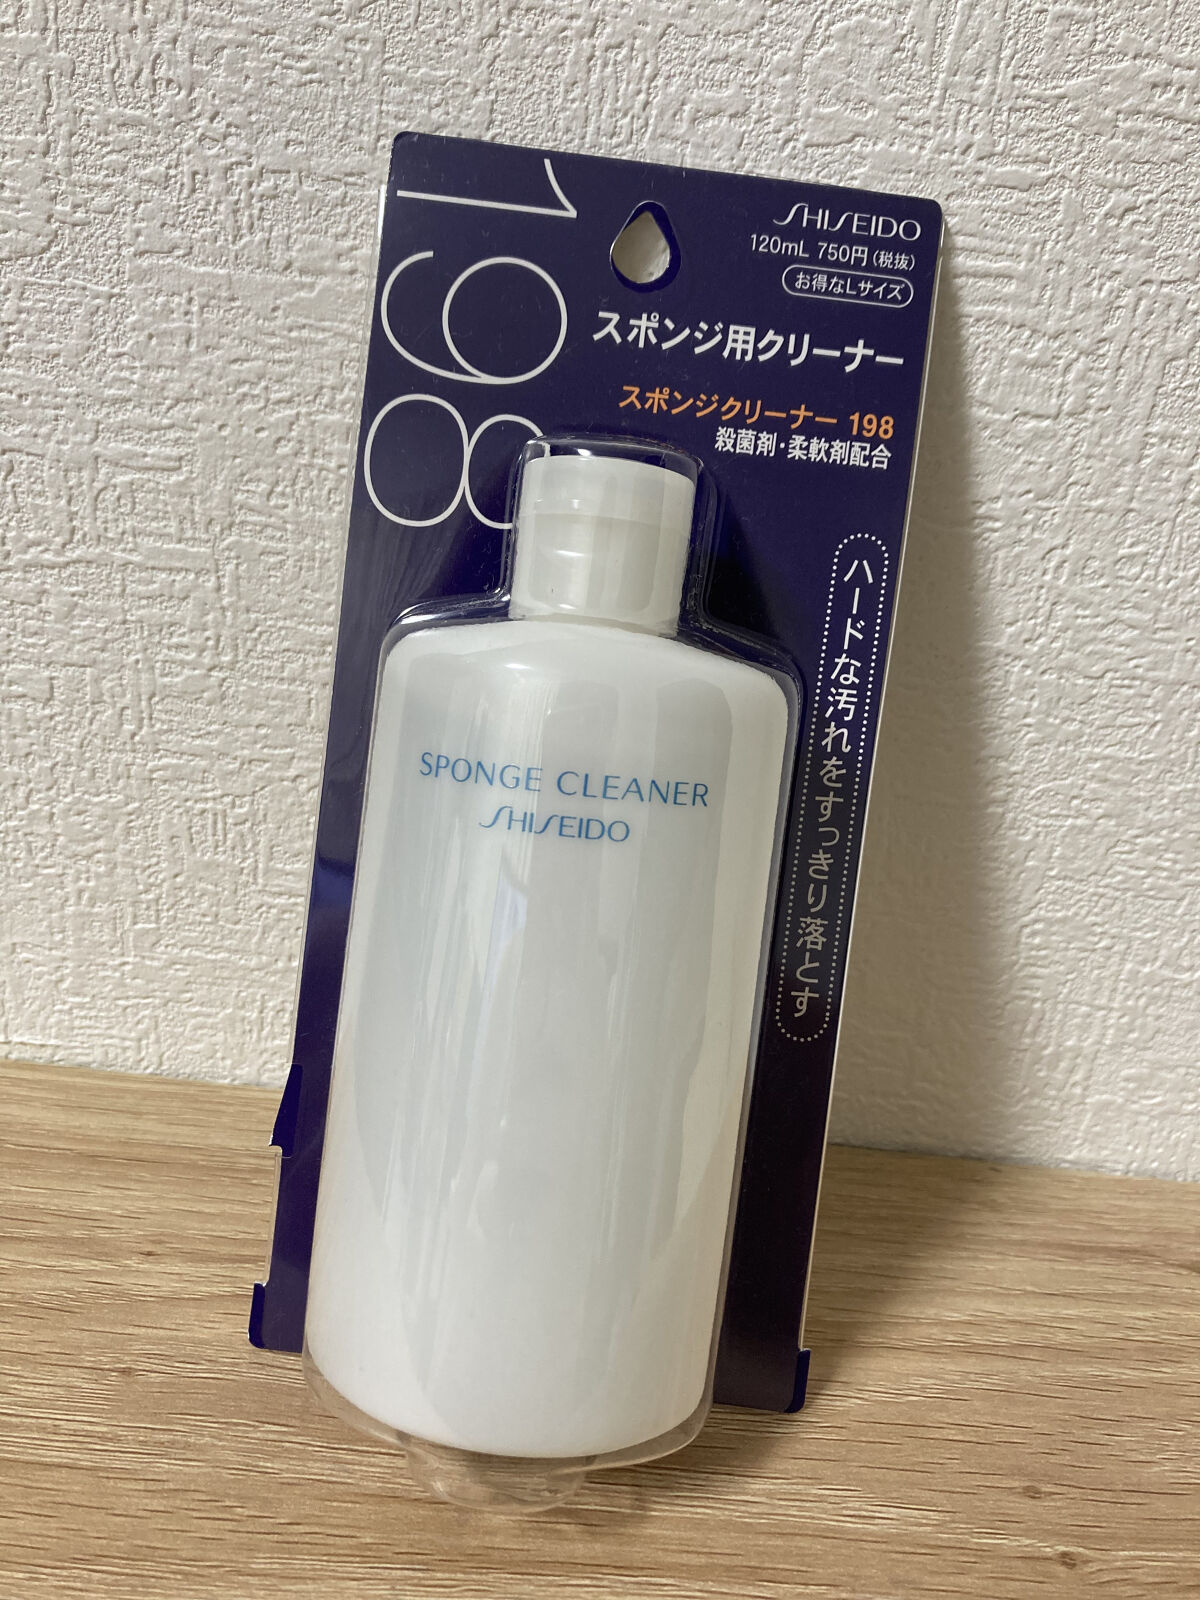 198
SHISEIDO
120mL 750円(税抜)
お得なLサイズ
スポンジ用クリーナー
スポンジクリーナー 198
殺菌剤・柔軟剤配合
ハードな汚れをすっきり落とす
SPONGE CLEANER
SHISEIDO